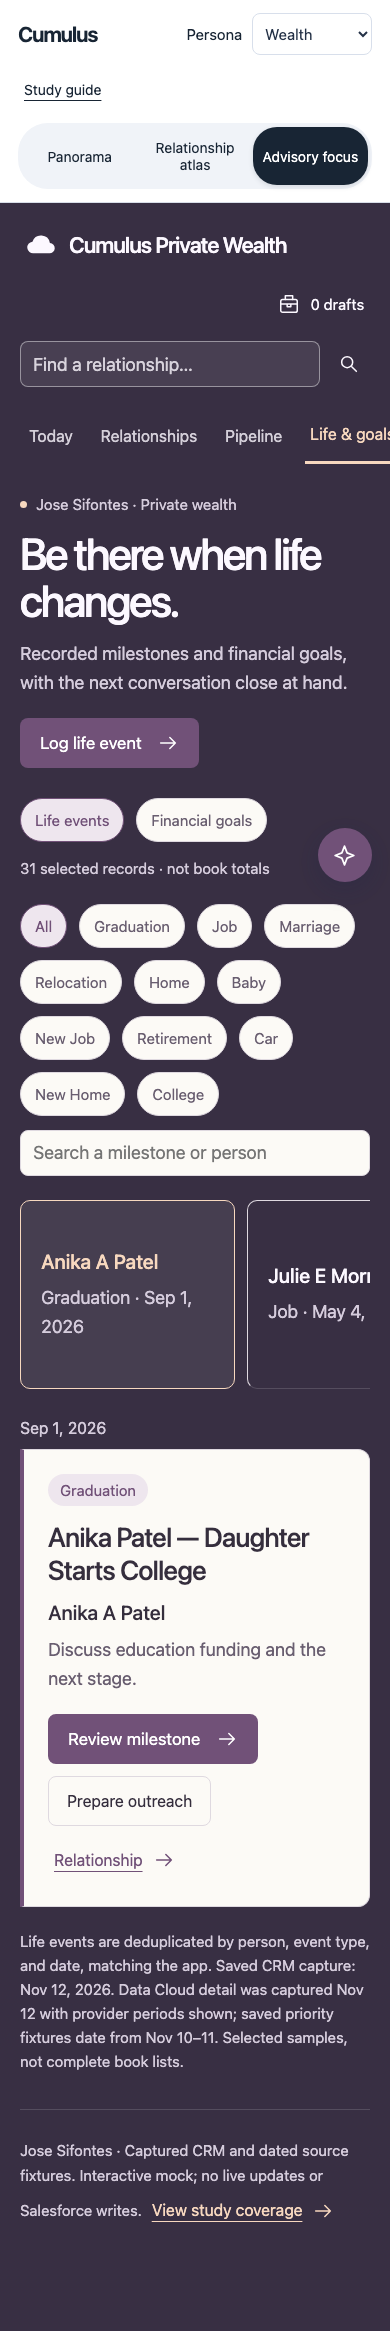 Cumulus
Persona
Wealth
Study guide
Panorama
Relationship
atlas
Advisory focus
Cumulus Private Wealth
0 drafts
Find a relationship...
Today
Relationships
Pipeline
Life & goals
Jose Sifontes · Private wealth
Be there when life
changes.
Recorded milestones and financial goals,
with the next conversation close at hand.
Log life event
Life events
Financial goals
31 selected records · not book totals
All
Graduation
Job
Marriage
Relocation
Home
Baby
New Job
Retirement
Car
New Home
College
Search a milestone or person
Anika A Patel
Graduation · Sep 1,
2026
Julie E Morr
Job · May 4,
Sep 1, 2026
Graduation
Anika Patel — Daughter
Starts College
Anika A Patel
Discuss education funding and the
next stage.
Review milestone
Prepare outreach
Relationship
Life events are deduplicated by person, event type,
and date, matching the app. Saved CRM capture:
Nov 12, 2026. Data Cloud detail was captured Nov
12 with provider periods shown; saved priority
fixtures date from Nov 10–11. Selected samples,
not complete book lists.
Jose Sifontes · Captured CRM and dated source
fixtures. Interactive mock; no live updates or
Salesforce writes. View study coverage